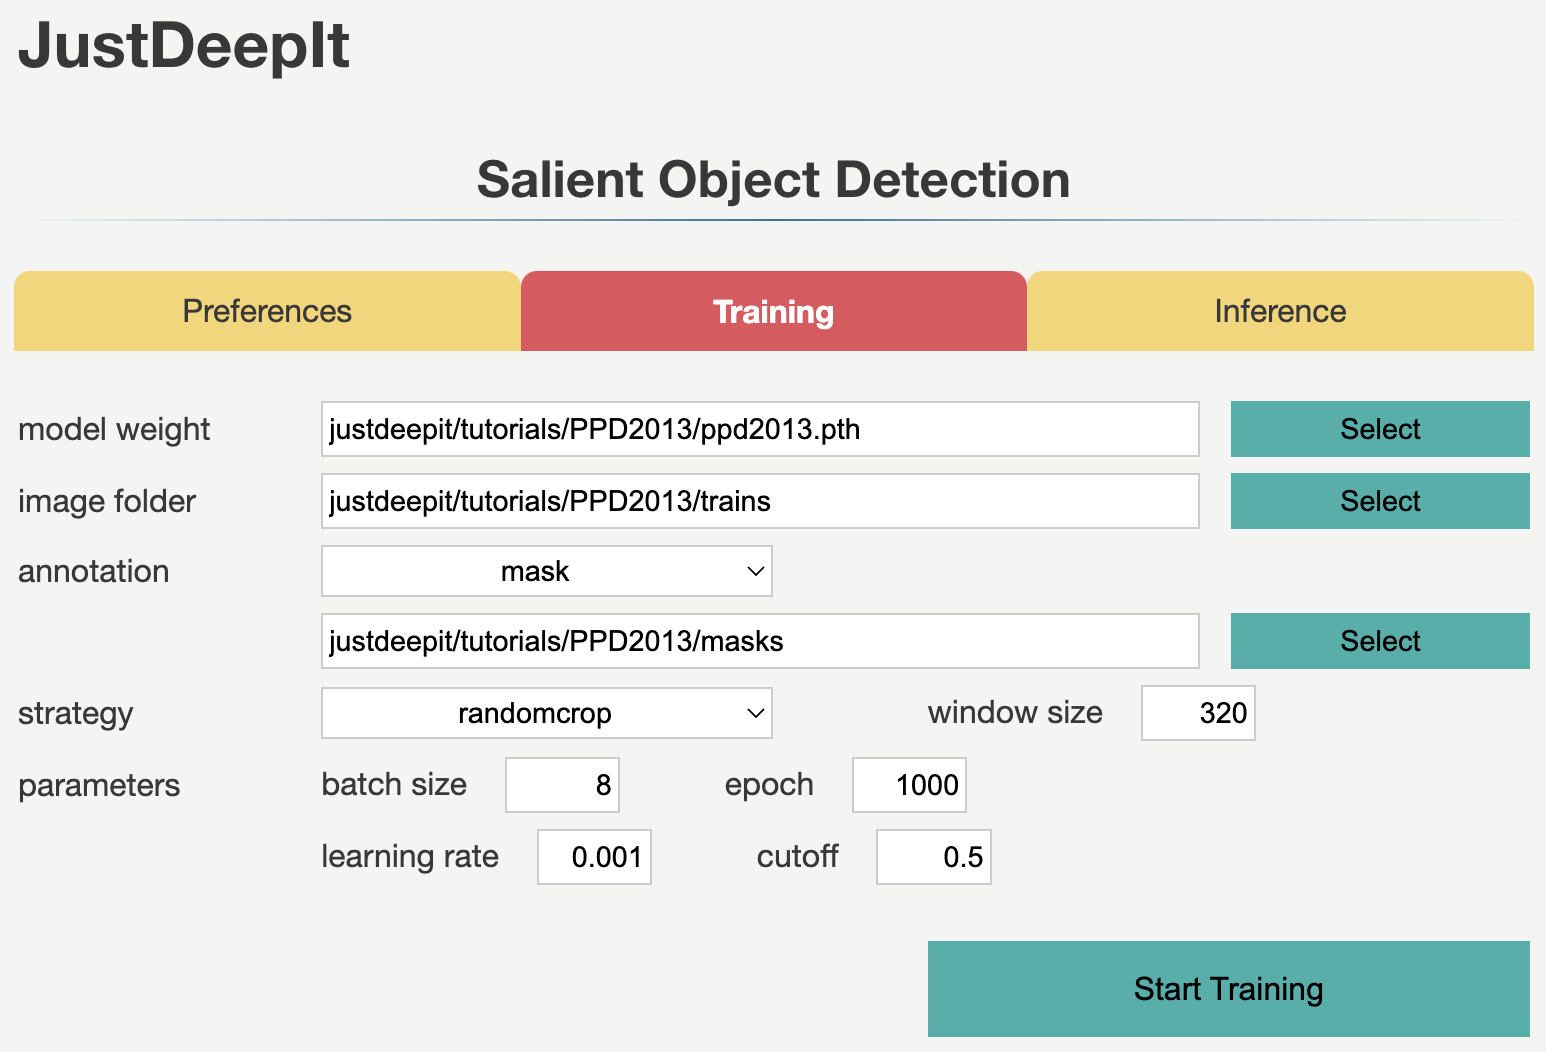 JustDeepIt
Salient Object Detection
Preferences Training Inference
model weight justdeepit/tutorials/PPD2013/ppd2013.pth Select
image folder justdeepit/tutorials/PPD2013/trains Select
annotation mask
justdeepit/tutorials/PPD2013/masks Select
strategy randomcrop window size 320
parameters batch size 8 epoch 1000
learning rate 0.001 cutoff 0.5
Start Training